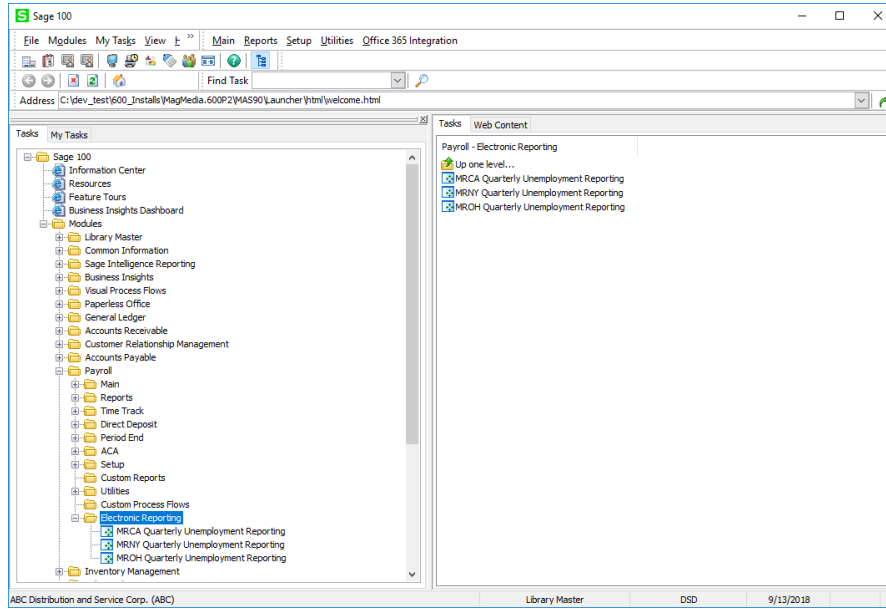 S Sage 100
File Modules My Tasks View H » Main Reports Setup Utilities Office 365 Integration
Find Task
Address C:\dev_test\600_Installs\MagMedia.600P2\MAS90\Launcher\html\welcome.html
Tasks My Tasks
Sage 100
Information Center
Resources
Feature Tours
Business Insights Dashboard
Modules
Library Master
Common Information
Sage Intelligence Reporting
Business Insights
Visual Process Flows
Paperless Office
General Ledger
Accounts Receivable
Customer Relationship Management
Accounts Payable
Payroll
Main
Reports
Time Track
Direct Deposit
Period End
ACA
Setup
Custom Reports
Utilities
Custom Process Flows
Electronic Reporting
MRCA Quarterly Unemployment Reporting
MRNY Quarterly Unemployment Reporting
MROH Quarterly Unemployment Reporting
Inventory Management
Tasks Web Content
Payroll - Electronic Reporting
Up one level...
MRCA Quarterly Unemployment Reporting
MRNY Quarterly Unemployment Reporting
MROH Quarterly Unemployment Reporting
ABC Distribution and Service Corp. (ABC) Library Master DSD 9/13/2018